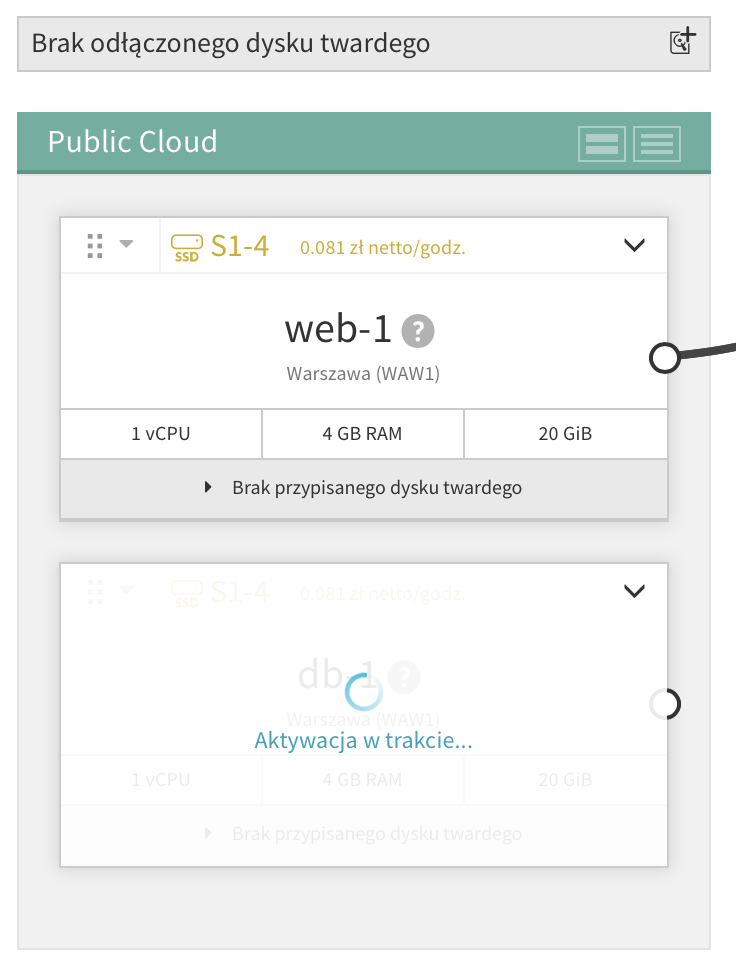 Brak odłączonego dysku twardego
Public Cloud
SSD S1-4 0.081 zł netto/godz.
web-1 ?
Warszawa (WAW1)
1 vCPU 4 GB RAM 20 GiB
Brak przypisanego dysku twardego
SSD S1-4 0.081 zł netto/godz.
db-1 ?
Warszawa (WAW1)
Aktywacja w trakcie...
1 vCPU 4 GB RAM 20 GiB
Brak przypisanego dysku twardego